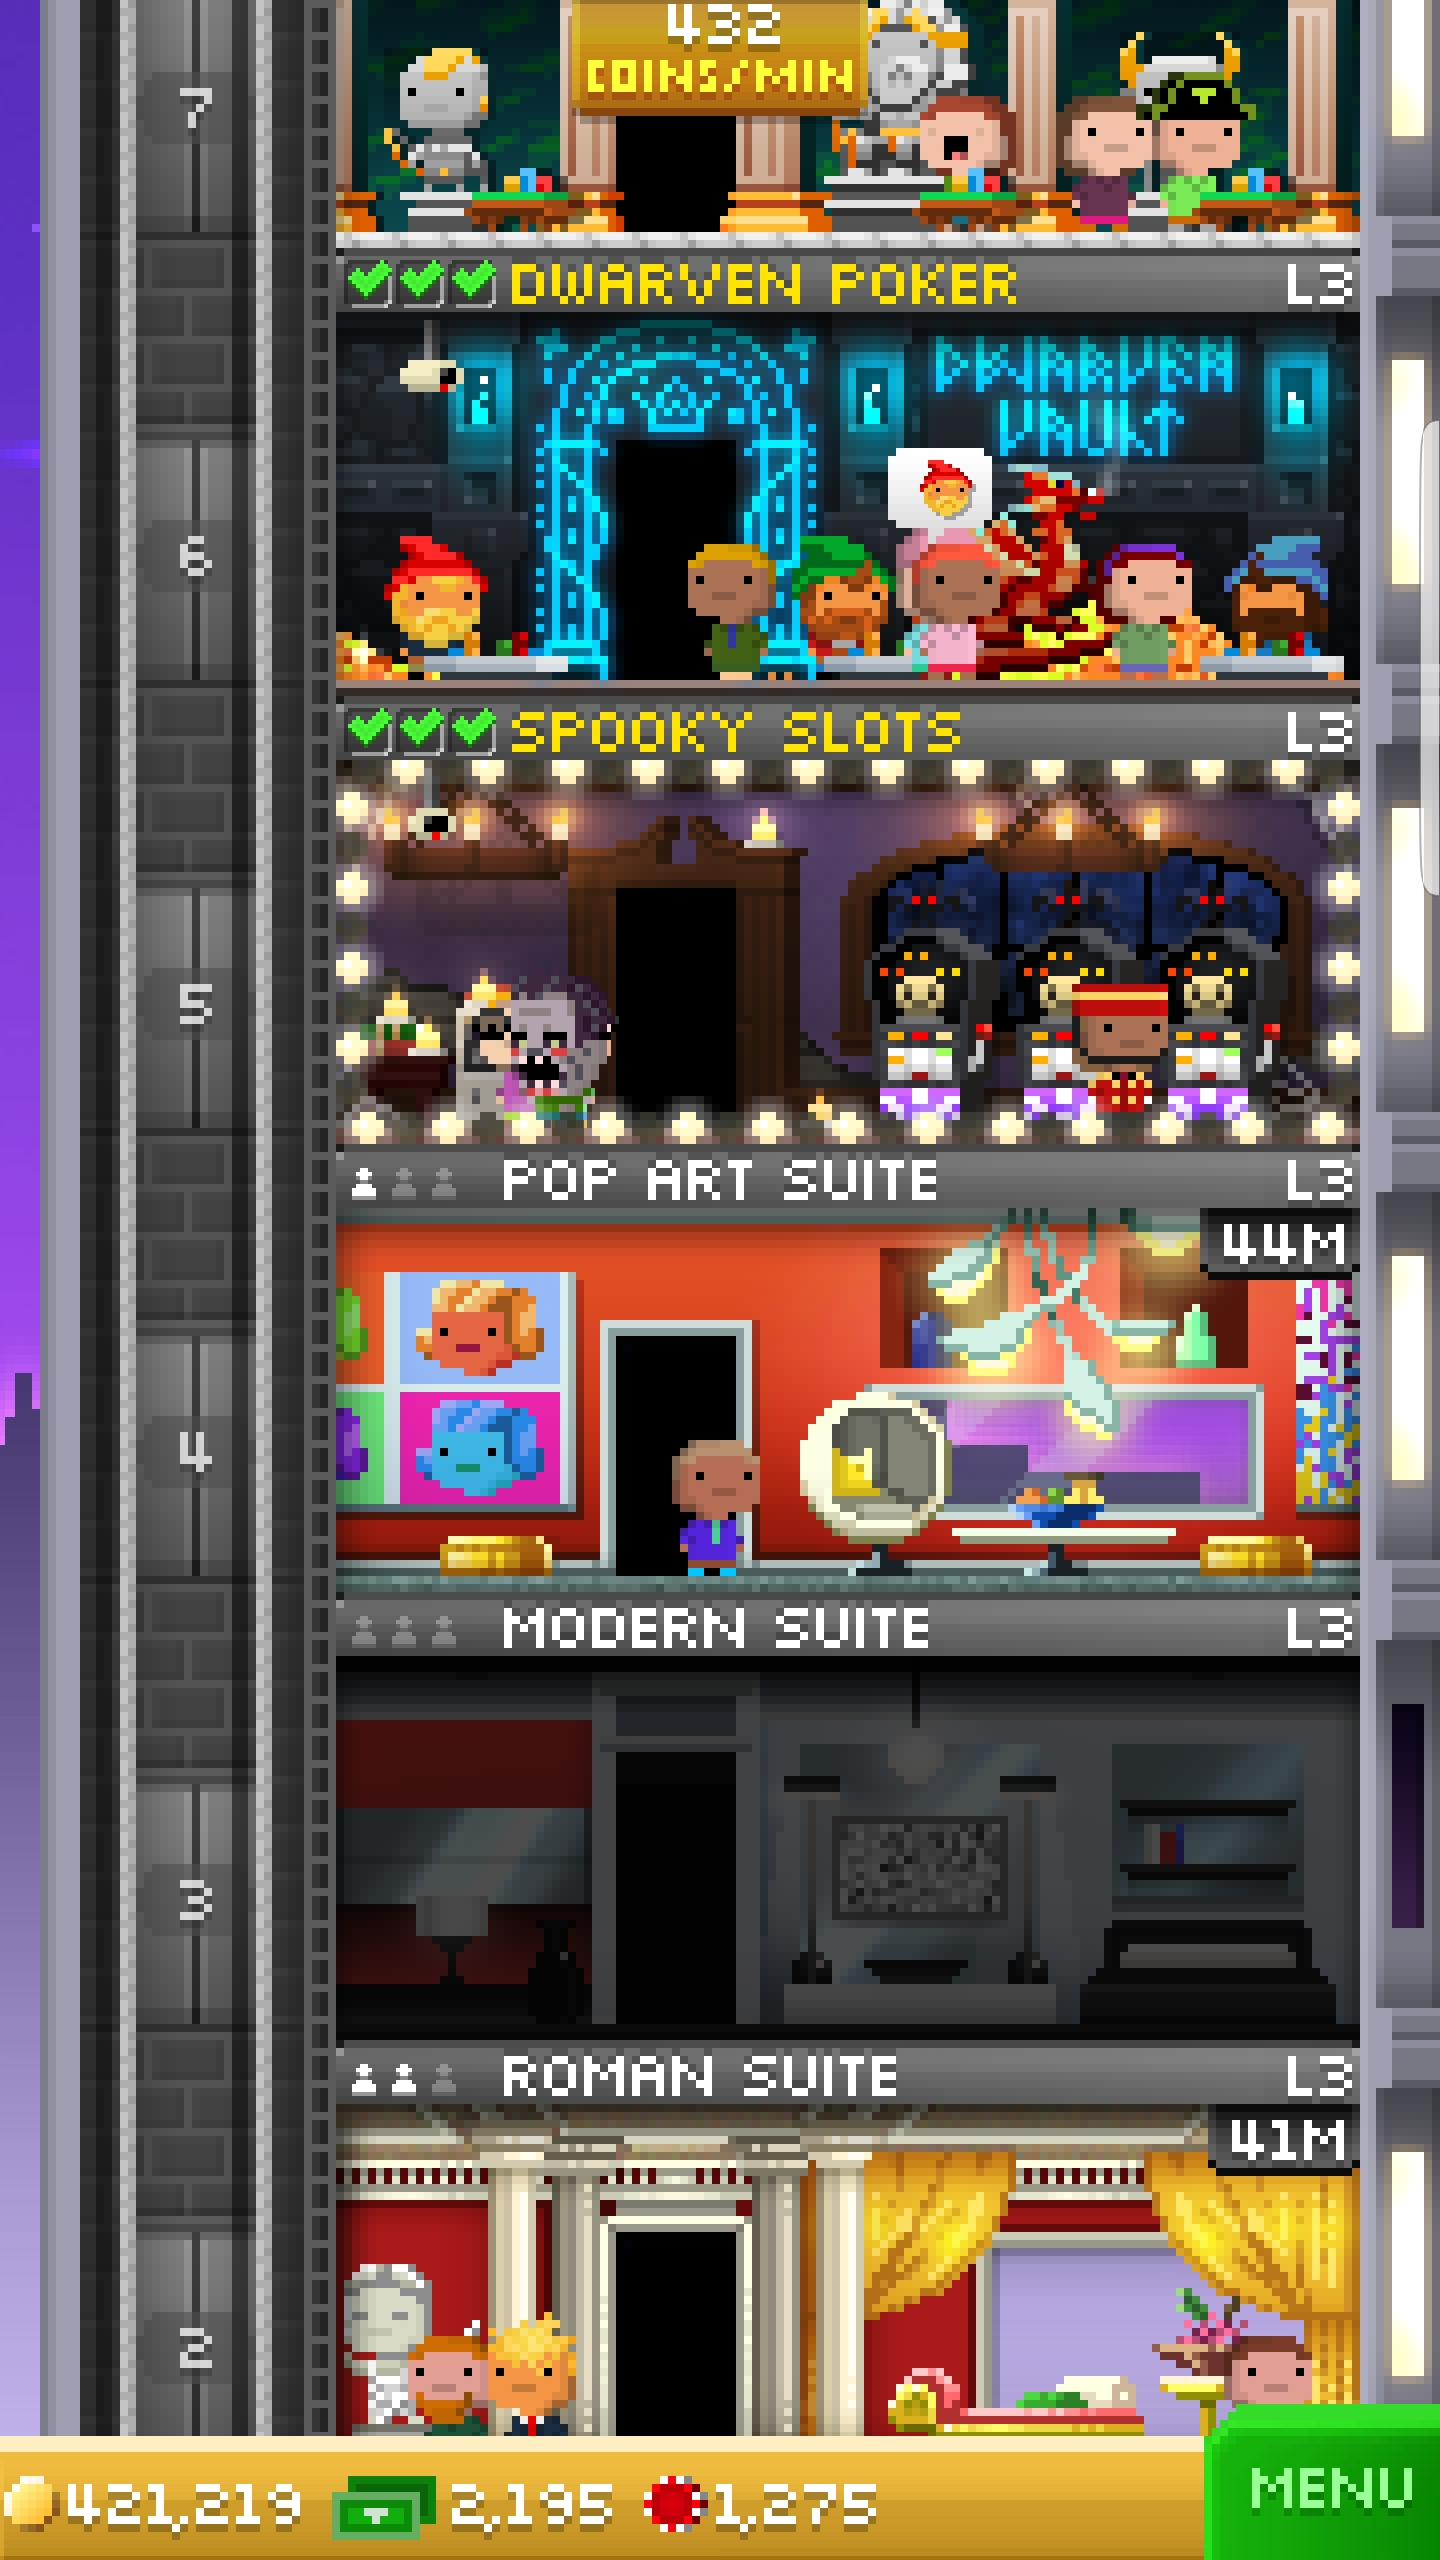 432
COINS/MIN
7
DWARVEN POKER L3
DWARVEN
VAULT
6
SPOOKY SLOTS L3
5
POP ART SUITE L3
44M
4
MODERN SUITE L3
3
ROMAN SUITE L3
41M
2
421,219 2,195 1,275 MENU